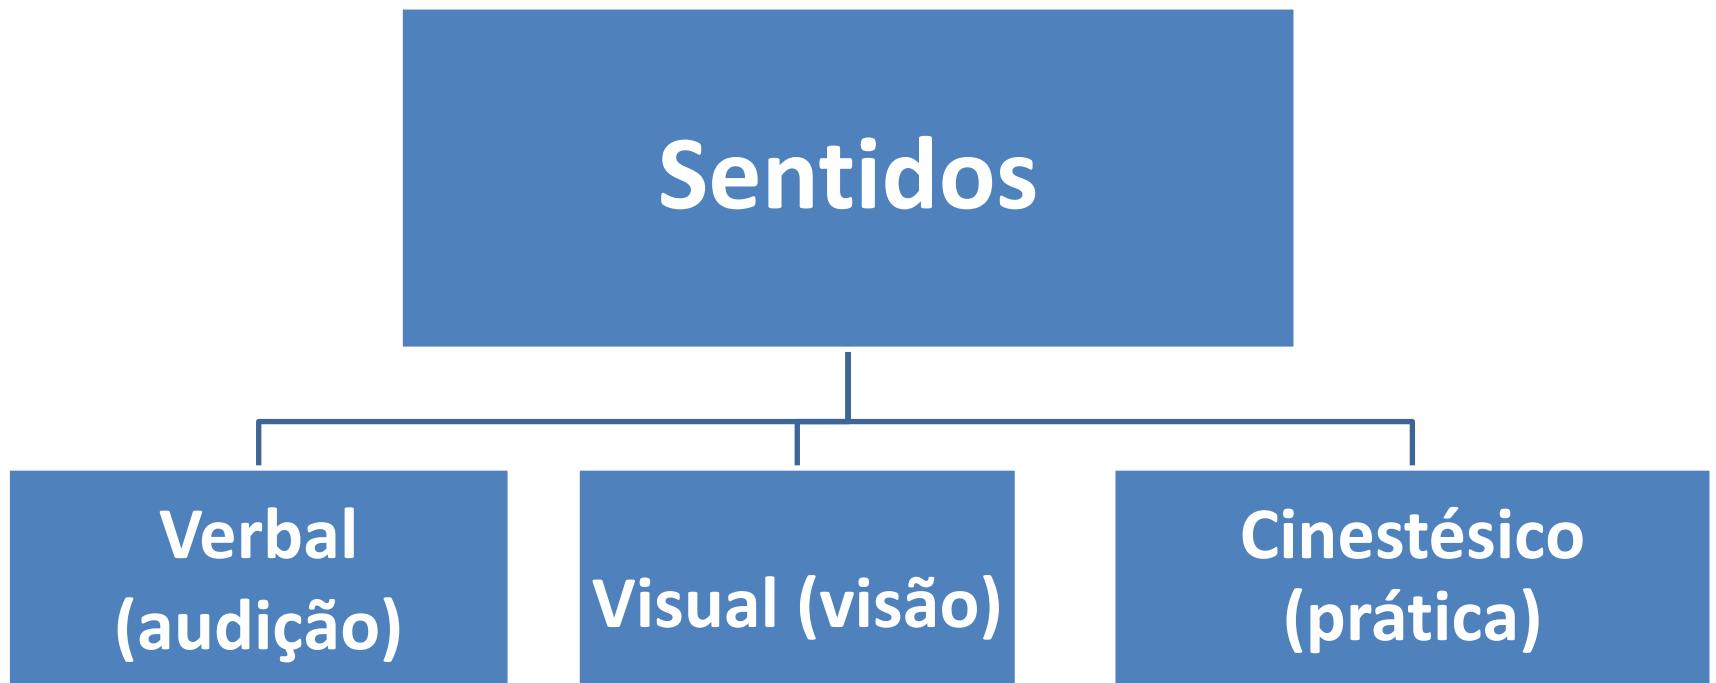 Sentidos
Verbal
(audição)
Visual (visão)
Cinestésico
(prática)